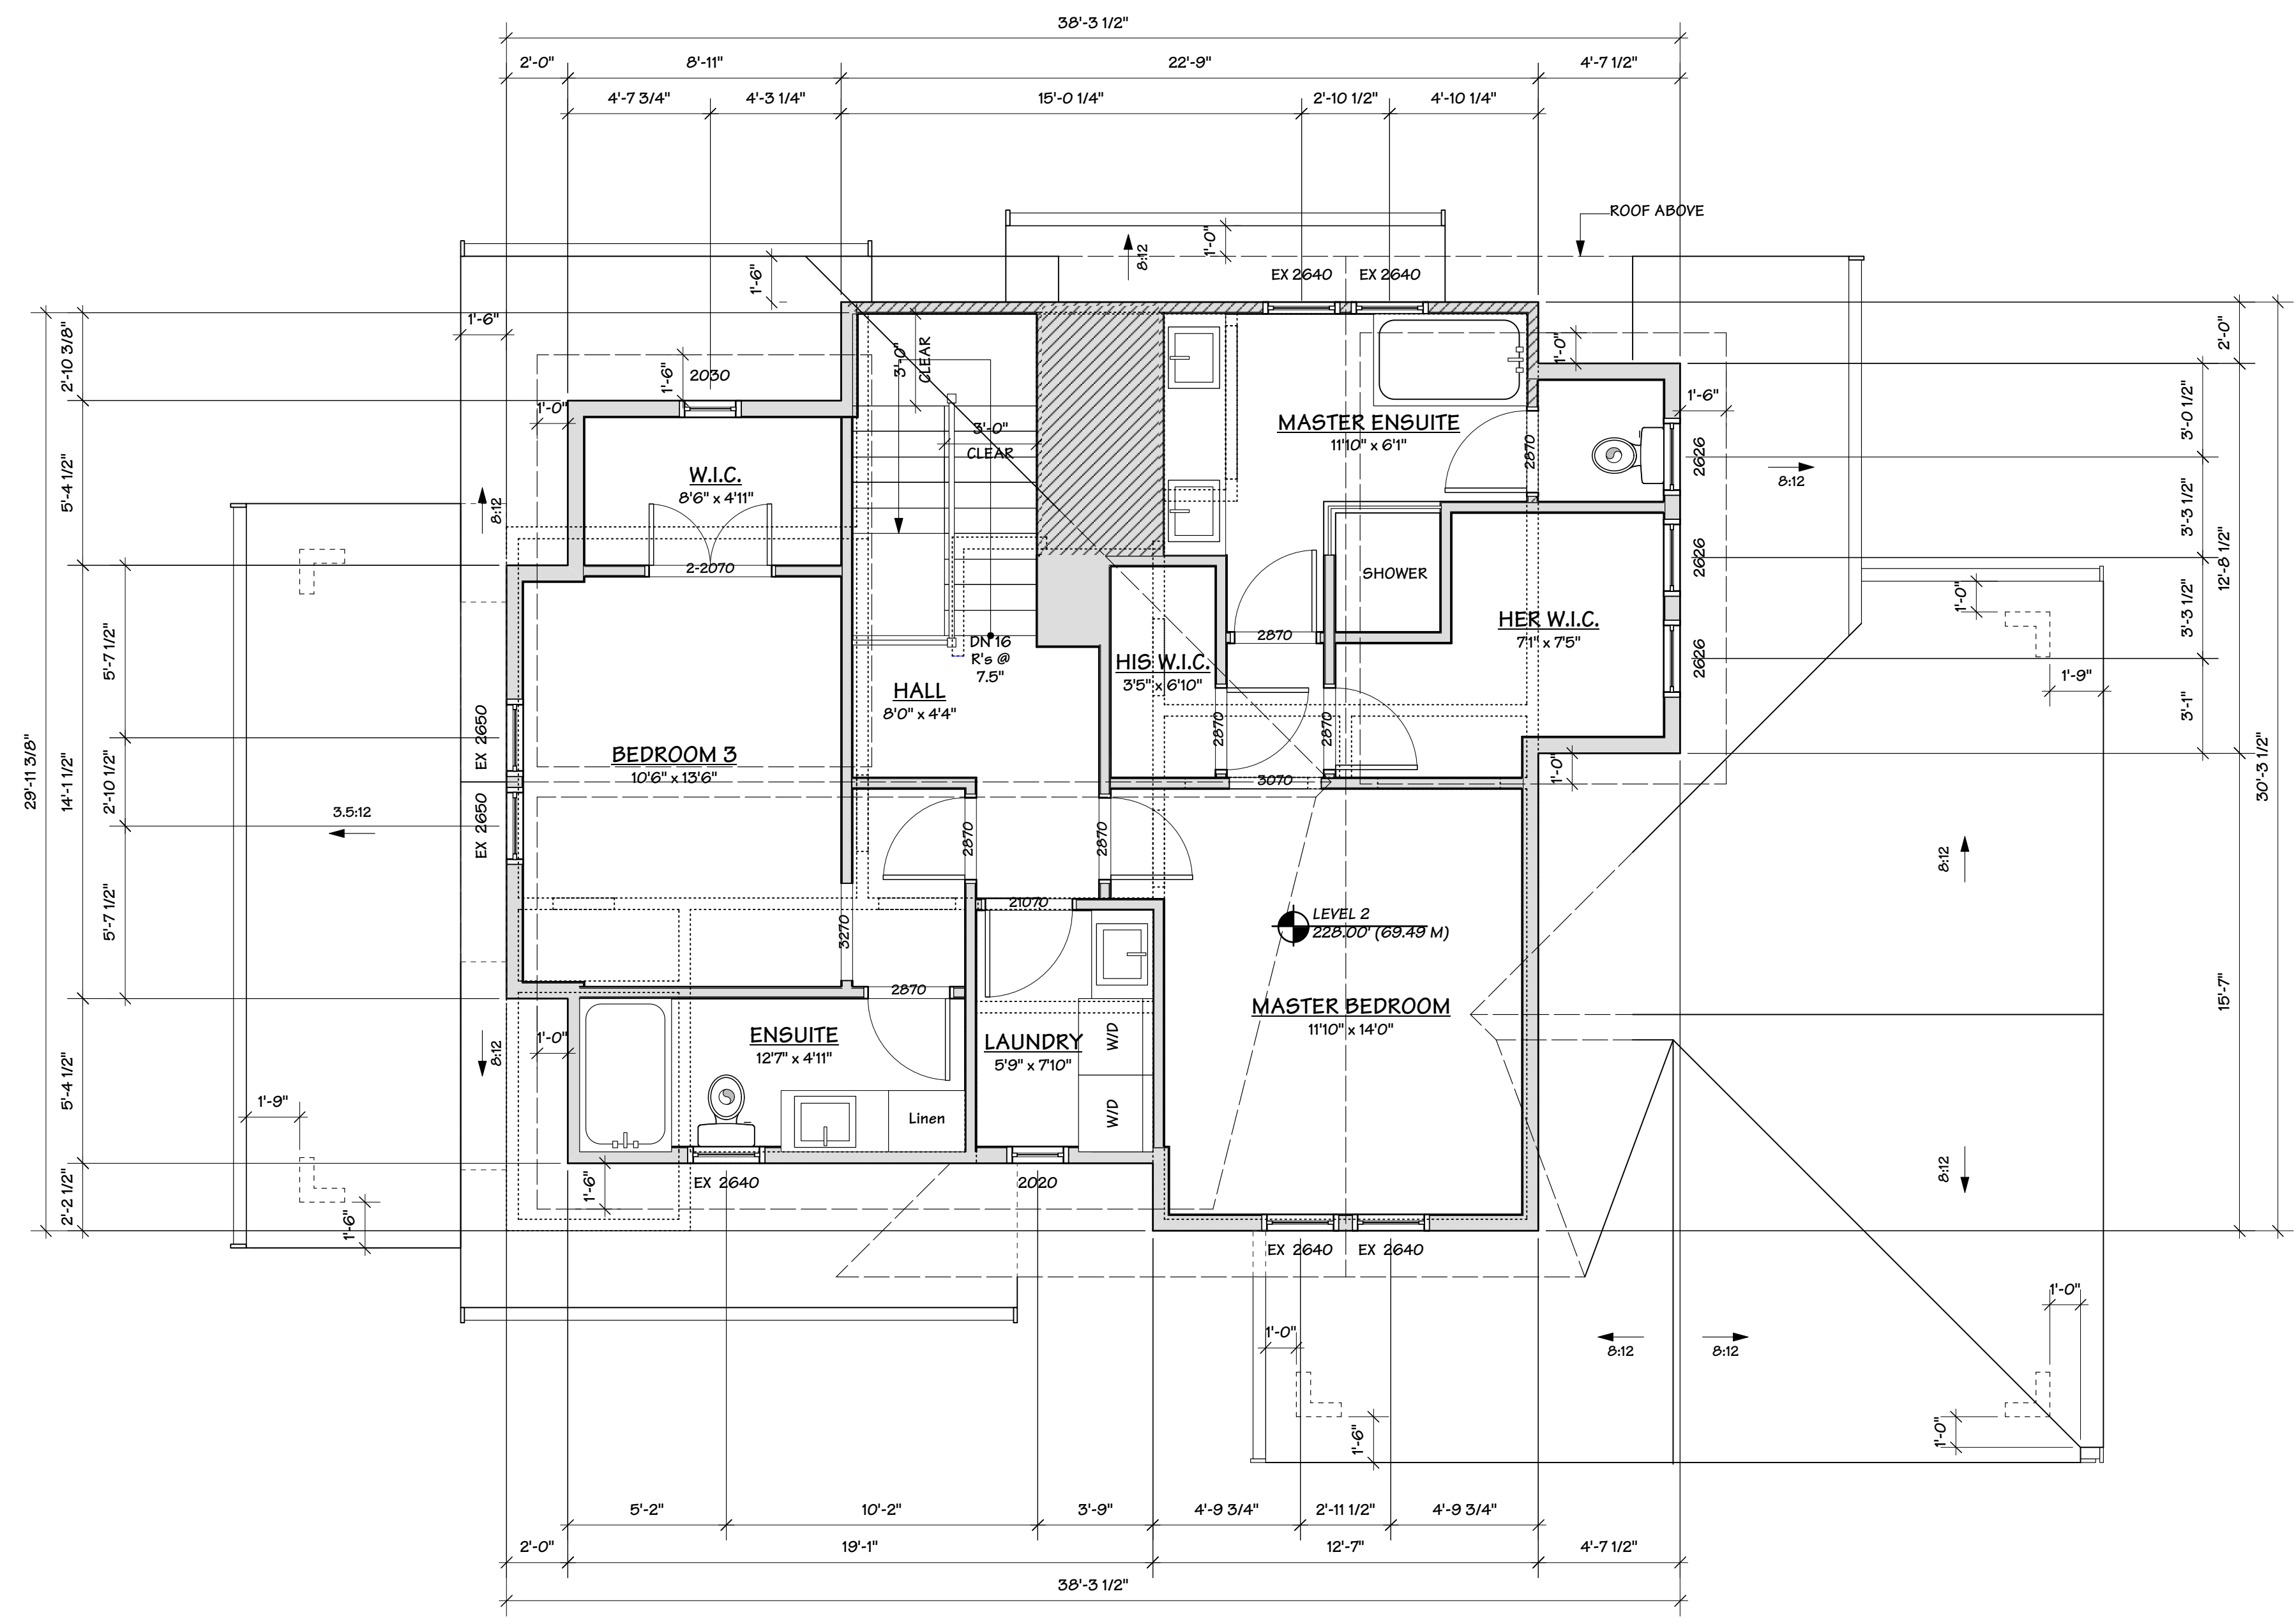 38'-3 1/2"
2'-0"
8'-11"
22'-9"
4'-7 1/2"
4'-7 3/4"
4'-3 1/4"
15'-0 1/4"
2'-10 1/2"
4'-10 1/4"
ROOF ABOVE
1'-0"
8:12
1'-6"
EX 2640
EX 2640
1'-6"
2'-10 3/8"
3'-0"
CLEAR
1'-0"
2'-0"
1'-6"
2030
1'-0"
1'-6"
3'-0"
CLEAR
MASTER ENSUITE
11'10" x 6'1"
2870
2626
3'-0 1/2"
8:12
W.I.C.
8'6" x 4'11"
5'-4 1/2"
8:12
2-2070
SHOWER
2626
3'-3 1/2"
12'-8 1/2"
1'-0"
HER W.I.C.
7'1" x 7'5"
2870
DN 16
R's @
7.5"
HIS W.I.C.
3'5" x 6'10"
2626
3'-3 1/2"
1'-9"
5'-7 1/2"
HALL
8'0" x 4'4"
3'-1"
EX 2650
2870
2870
BEDROOM 3
10'6" x 13'6"
3070
1'-0"
29'-11 3/8"
14'-1 1/2"
2'-10 1/2"
30'-3 1/2"
3.5:12
EX 2650
2870
2870
8:12
5'-7 1/2"
3270
21070
LEVEL 2
228.00' (69.49 M)
2870
MASTER BEDROOM
11'10" x 14'0"
15'-7"
ENSUITE
12'7" x 4'11"
LAUNDRY
5'9" x 7'10"
W/D
1'-0"
8:12
5'-4 1/2"
1'-9"
Linen
W/D
8:12
2'-2 1/2"
1'-6"
1'-6"
EX 2640
2020
EX 2640
EX 2640
1'-0"
1'-0"
8:12
8:12
1'-6"
1'-0"
5'-2"
10'-2"
3'-9"
4'-9 3/4"
2'-11 1/2"
4'-9 3/4"
2'-0"
19'-1"
12'-7"
4'-7 1/2"
38'-3 1/2"